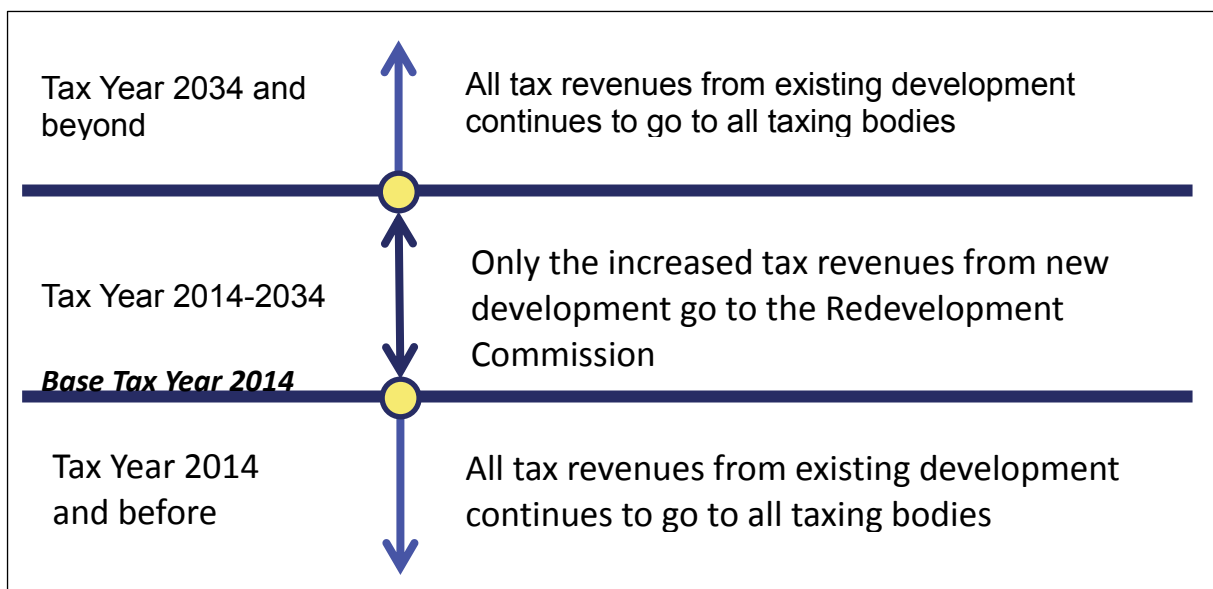 Tax Year 2034 and
beyond
All tax revenues from existing development
continues to go to all taxing bodies
Tax Year 2014-2034
Only the increased tax revenues from new
development go to the Redevelopment
Commission
Base Tax Year 2014
Tax Year 2014
and before
All tax revenues from existing development
continues to go to all taxing bodies